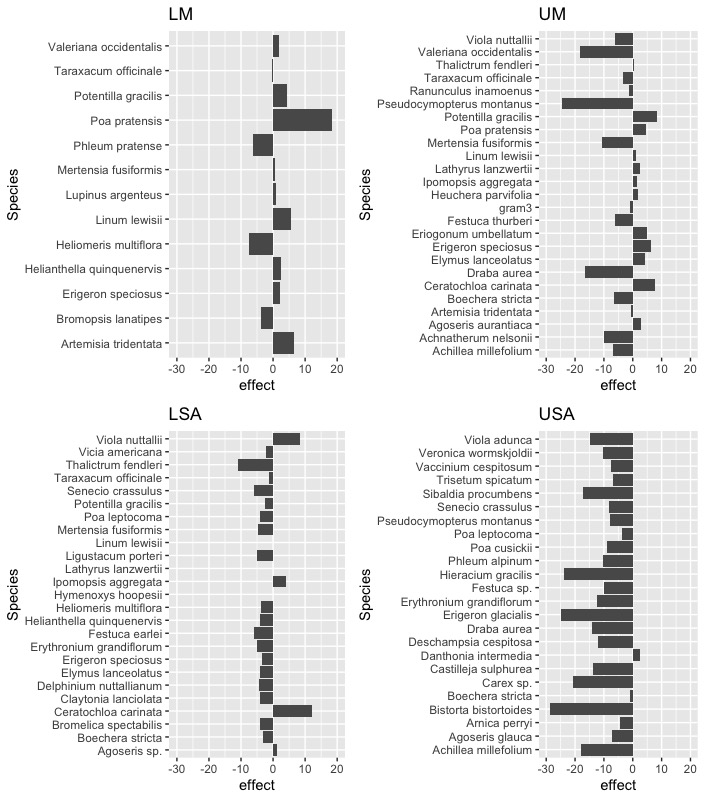 LM
Species
Valeriana occidentalis
Taraxacum officinale
Potentilla gracilis
Poa pratensis
Phleum pratense
Mertensia fusiformis
Lupinus argenteus
Linum lewisii
Heliomeris multiflora
Helianthella quinquenervis
Erigeron speciosus
Bromopsis lanatipes
Artemisia tridentata
-30 -20 -10 0 10 20
effect
UM
Species
Viola nuttallii
Valeriana occidentalis
Thalictrum fendleri
Taraxacum officinale
Ranunculus inamoenus
Pseudocymopterus montanus
Potentilla gracilis
Poa pratensis
Mertensia fusiformis
Linum lewisii
Lathyrus lanzwertii
Ipomopsis aggregata
Heuchera parvifolia
gram3
Festuca thurberi
Eriogonum umbellatum
Erigeron speciosus
Elymus lanceolatus
Draba aurea
Ceratochloa carinata
Boechera stricta
Artemisia tridentata
Agoseris aurantiaca
Achnatherum nelsonii
Achillea millefolium
-30 -20 -10 0 10 20
effect
LSA
Species
Viola nuttallii
Vicia americana
Thalictrum fendleri
Taraxacum officinale
Senecio crassulus
Potentilla gracilis
Poa leptocoma
Mertensia fusiformis
Linum lewisii
Ligustacum porteri
Lathyrus lanzwertii
Ipomopsis aggregata
Hymenoxys hoopesii
Heliomeris multiflora
Helianthella quinquenervis
Festuca earlei
Erythronium grandiflorum
Erigeron speciosus
Elymus lanceolatus
Delphinium nuttallianum
Claytonia lanciolata
Ceratochloa carinata
Bromelica spectabilis
Boechera stricta
Agoseris sp.
-30 -20 -10 0 10 20
effect
USA
Species
Viola adunca
Veronica wormskjoldii
Vaccinium cespitosum
Trisetum spicatum
Sibaldia procumbens
Senecio crassulus
Pseudocymopterus montanus
Poa leptocoma
Poa cusickii
Phleum alpinum
Hieracium gracilis
Festuca sp.
Erythronium grandiflorum
Erigeron glacialis
Draba aurea
Deschampsia cespitosa
Danthonia intermedia
Castilleja sulphurea
Carex sp.
Boechera stricta
Bistorta bistortoides
Arnica perryi
Agoseris glauca
Achillea millefolium
-30 -20 -10 0 10 20
effect